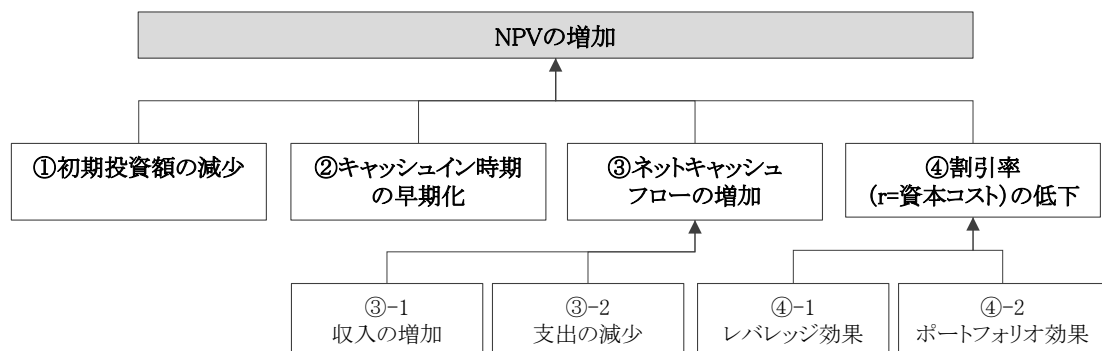 NPVの増加
①初期投資額の減少
②キャッシュイン時期
の早期化
③ネットキャッシュ
フローの増加
④割引率
(r=資本コスト)の低下
③-1
収入の増加
③-2
支出の減少
④-1
レバレッジ効果
④-2
ポートフォリオ効果